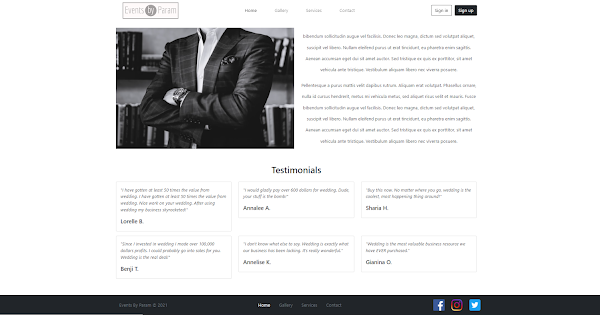 Events by Param
Home Gallery Services Contact
Sign in Sign up
bibendum sollicitudin augue vel facilisis. Donec leo magna, dictum sed volutpat aliquet,
suscipit vel libero. Nullam eleifend purus at erat tincidunt, eu pharetra enim sagittis.
Aenean accumsan eget dui sit amet mauris. Sed tristique ex quis ex porttitor, sit amet
vehicula ante tristique. Vestibulum aliquam libero nec viverra posuere.
Pellentesque a purus mattis velit dapibus rutrum. Aliquam erat volutpat. Phasellus ornare,
nulla id cursus hendrerit, metus mi vehicula metus, sed aliquet risus velit at mauris. Fusce
bibendum sollicitudin augue vel facilisis. Donec leo magna, dictum sed volutpat aliquet,
suscipit vel libero. Nullam eleifend purus at erat tincidunt, eu pharetra enim sagittis.
Aenean accumsan eget dui sit amet mauris. Sed tristique ex quis ex porttitor, sit amet
vehicula ante tristique. Vestibulum aliquam libero nec viverra posuere.
Testimonials
"I have gotten at least 50 times the value from
wedding. I have gotten at least 50 times the value from
wedding. Nice work on your wedding. After using
wedding my business skyrocketed!"
Lorelle B.
"I would gladly pay over 600 dollars for wedding. Dude,
your stuff is the bomb!"
Annalee A.
"Buy this now. No matter where you go, wedding is the
coolest, most happening thing around!"
Sharia H.
"Since I invested in wedding I made over 100,000
dollars profits. I could probably go into sales for you.
Wedding is the real deal!"
Benji T.
"I don't know what else to say. Wedding is exactly what
our business has been lacking. It's really wonderful."
Annelise K.
"Wedding is the most valuable business resource we
have EVER purchased."
Gianina O.
Events By Param © 2021
Home Gallery Services Contact